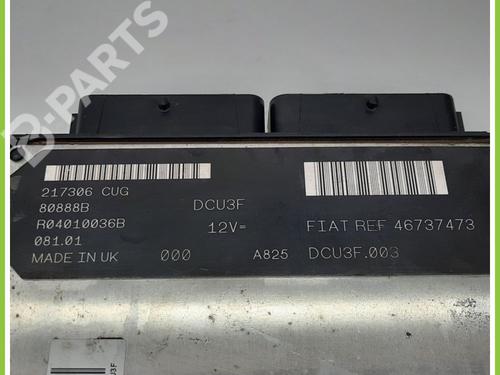 B-PARTS
217306 CUG
80888B
DCU3F
R04010036B
12V=
FIAT REF 46737473
081.01
MADE IN UK
000
A825
DCU3F.003